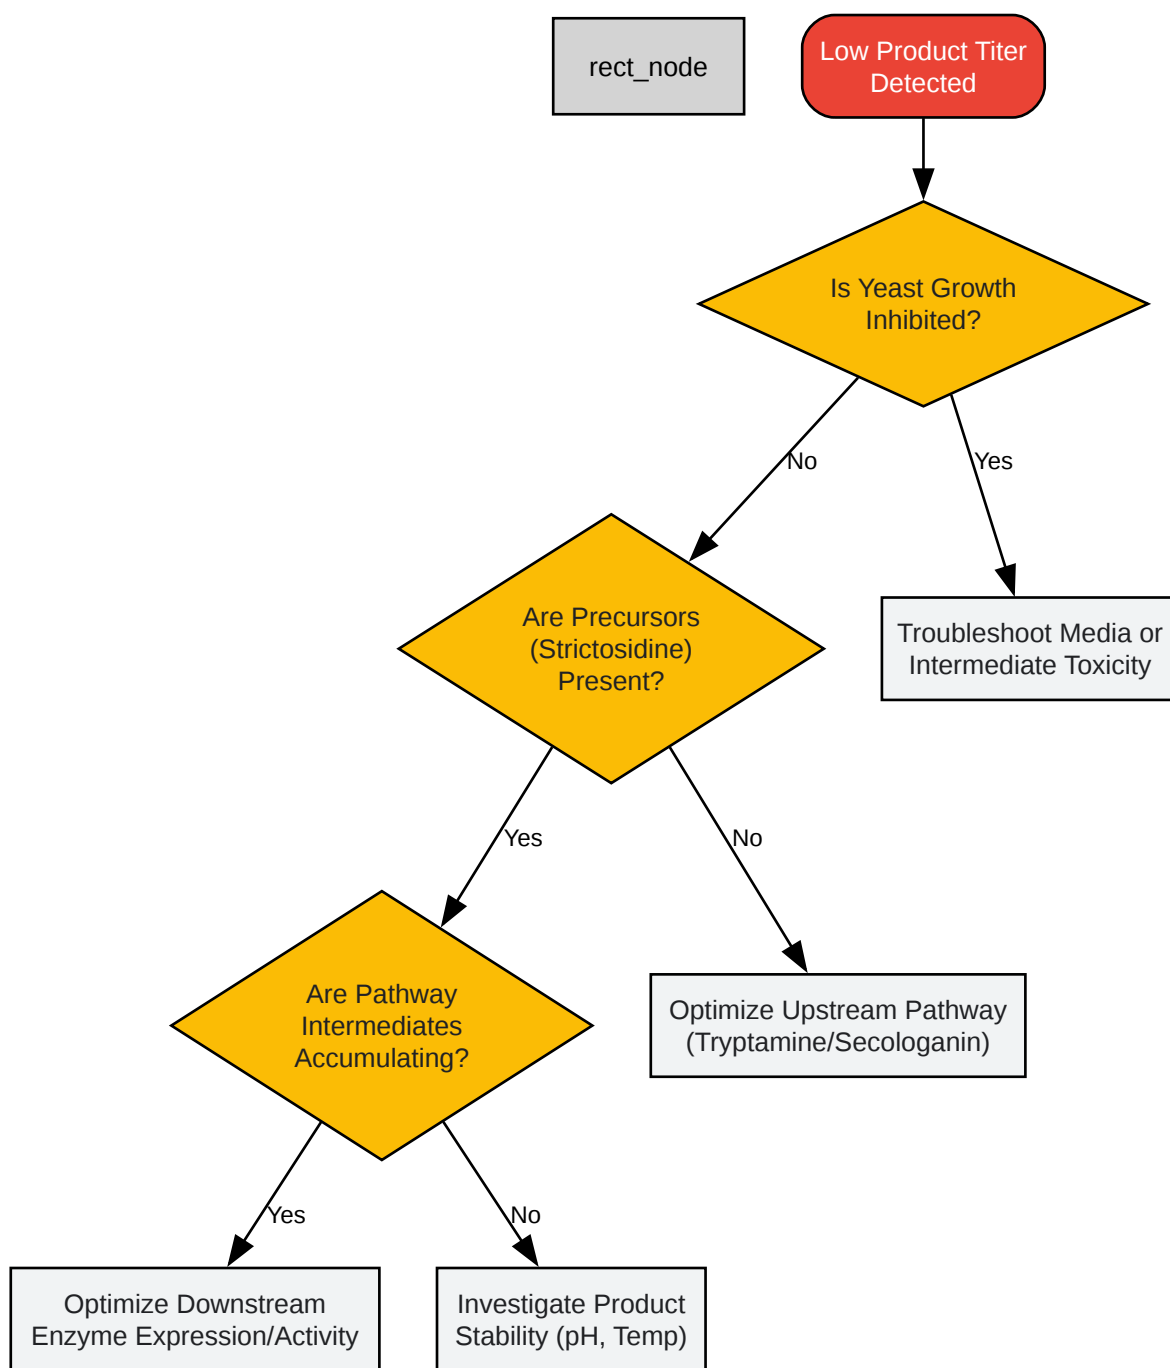 rect_node
Low Product Titer
Detected
Is Yeast Growth
Inhibited?
No
Yes
Are Precursors
(Strictosidine)
Present?
Troubleshoot Media or
Intermediate Toxicity
Yes
No
Are Pathway
Intermediates
Accumulating?
Optimize Upstream Pathway
(Tryptamine/Secologanin)
Yes
No
Optimize Downstream
Enzyme Expression/Activity
Investigate Product
Stability (pH, Temp)